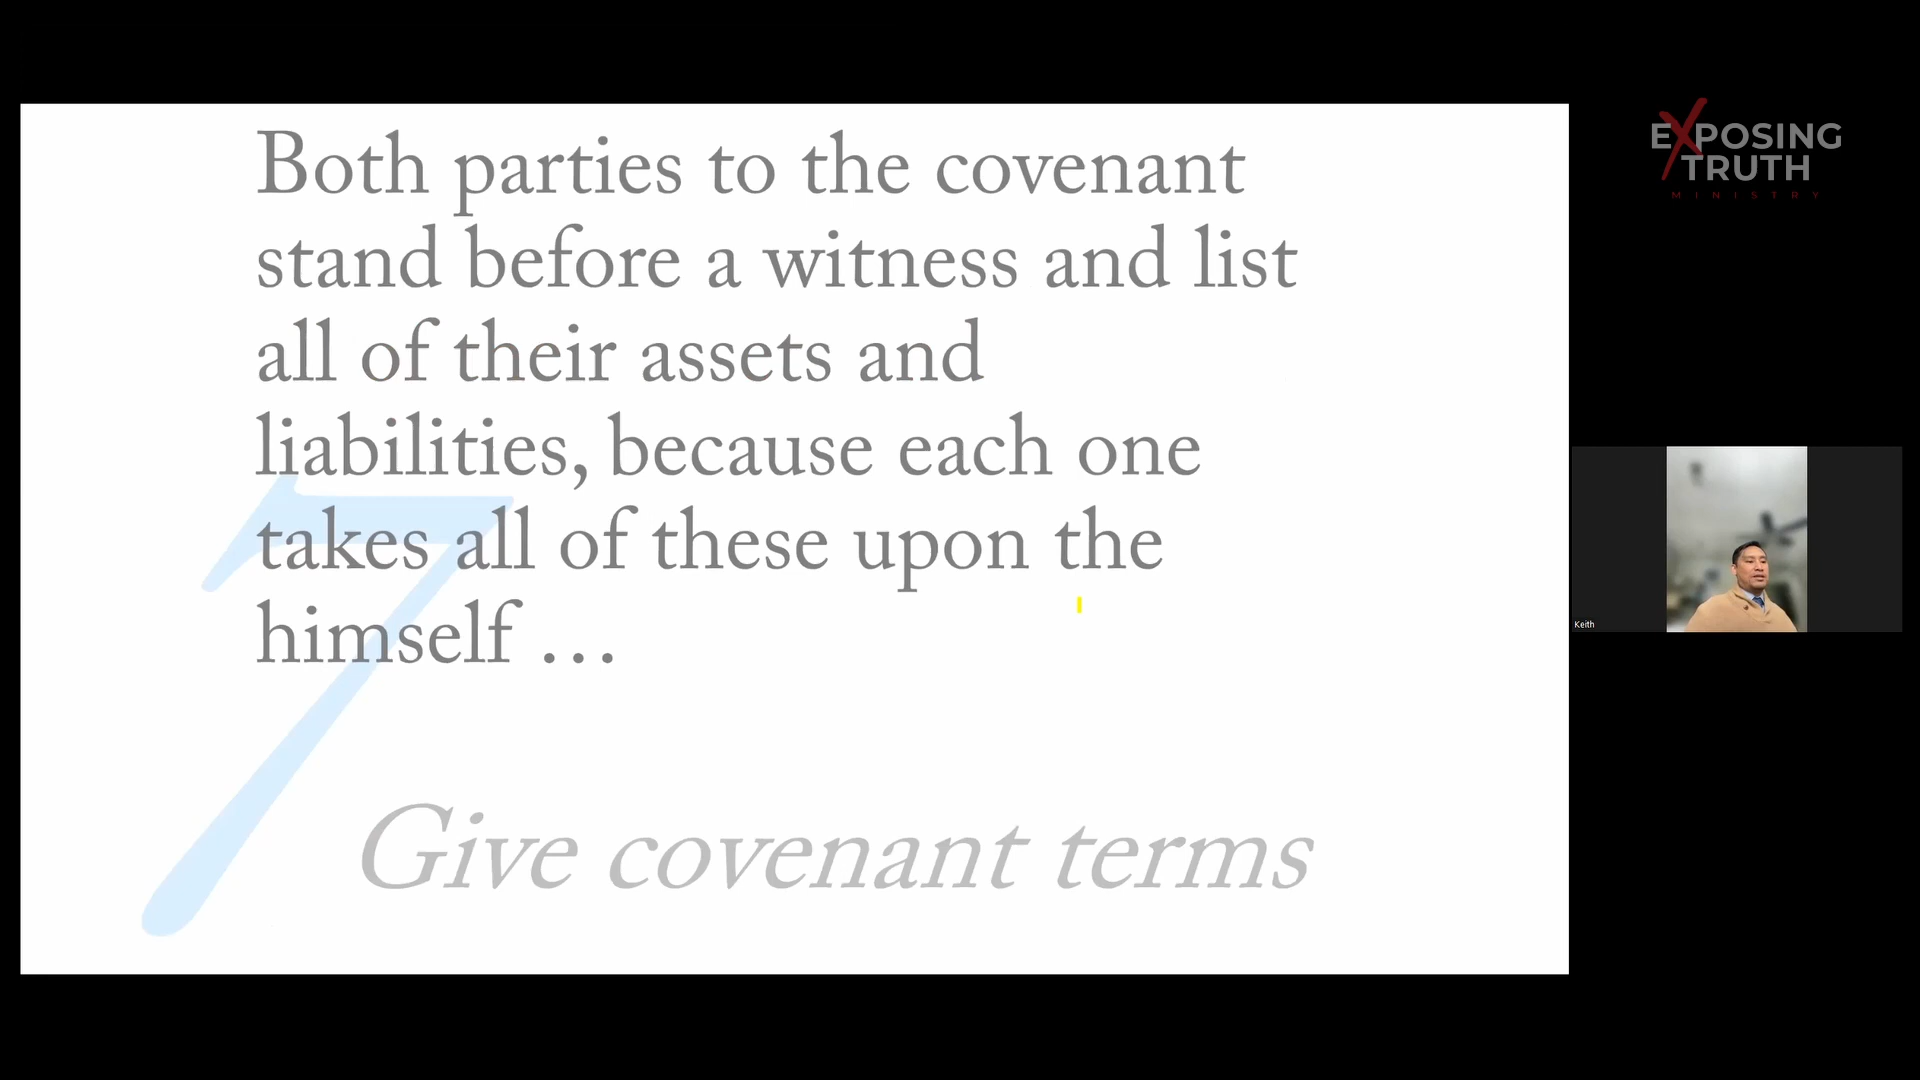 Both parties to the covenant
stand before a witness and list
all of their assets and
liabilities, because each one
takes all of these upon the
himself …
7
Give covenant terms
EXPOSING
TRUTH
MINISTRY
Keith